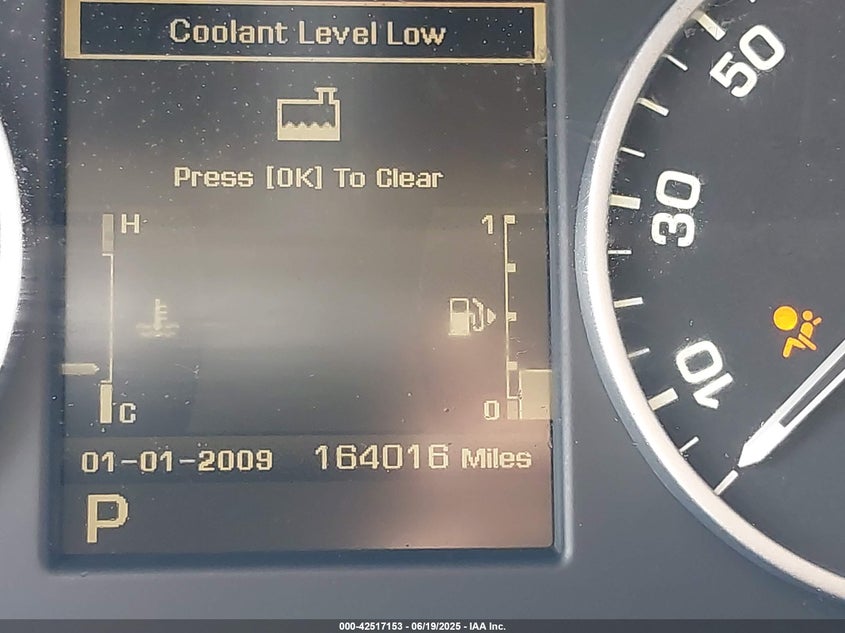 Coolant Level Low
Press [OK] To Clear
H
1
C
0
01-01-2009 164016 Miles
P
50
30
10
000-42517153 - 06/19/2025 - IAA Inc.